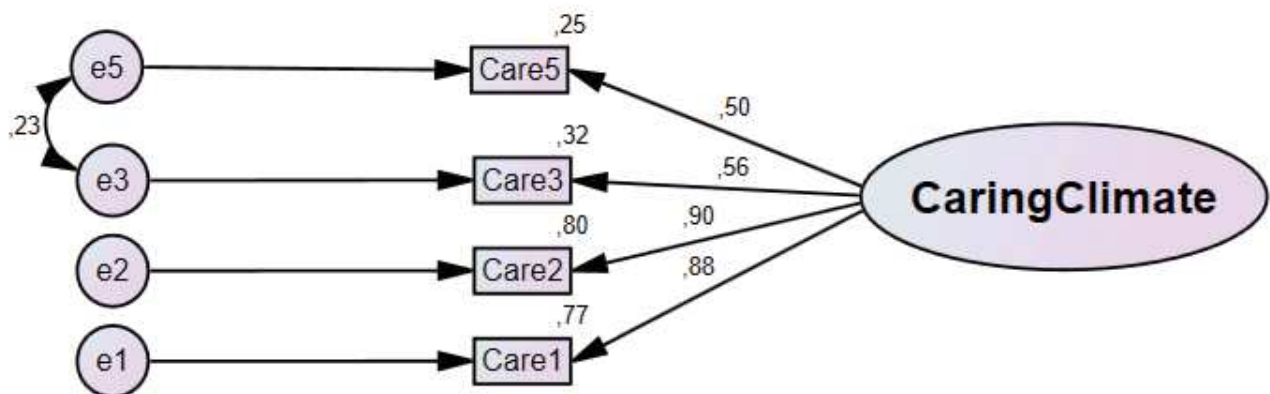 ,25
e5
Care5
,50
,23
,32
e3
Care3
,56
CaringClimate
,80
,90
e2
Care2
,88
,77
e1
Care1